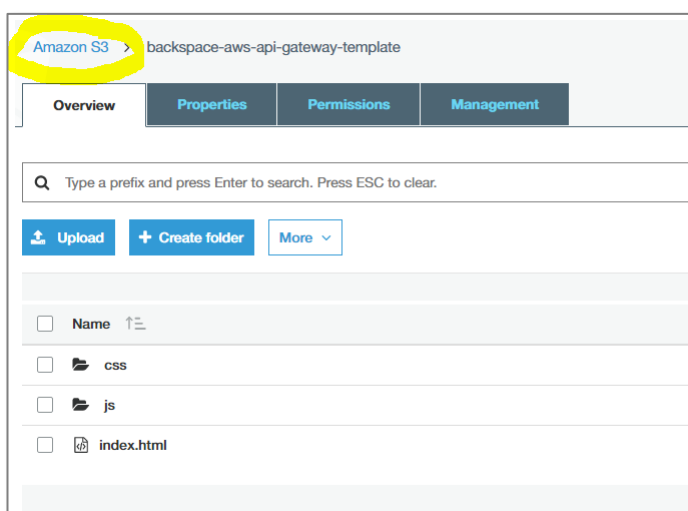 Amazon S3 > backspace-aws-api-gateway-template
Overview Properties Permissions Management
Type a prefix and press Enter to search. Press ESC to clear.
Upload + Create folder More
Name
css
js
index.html